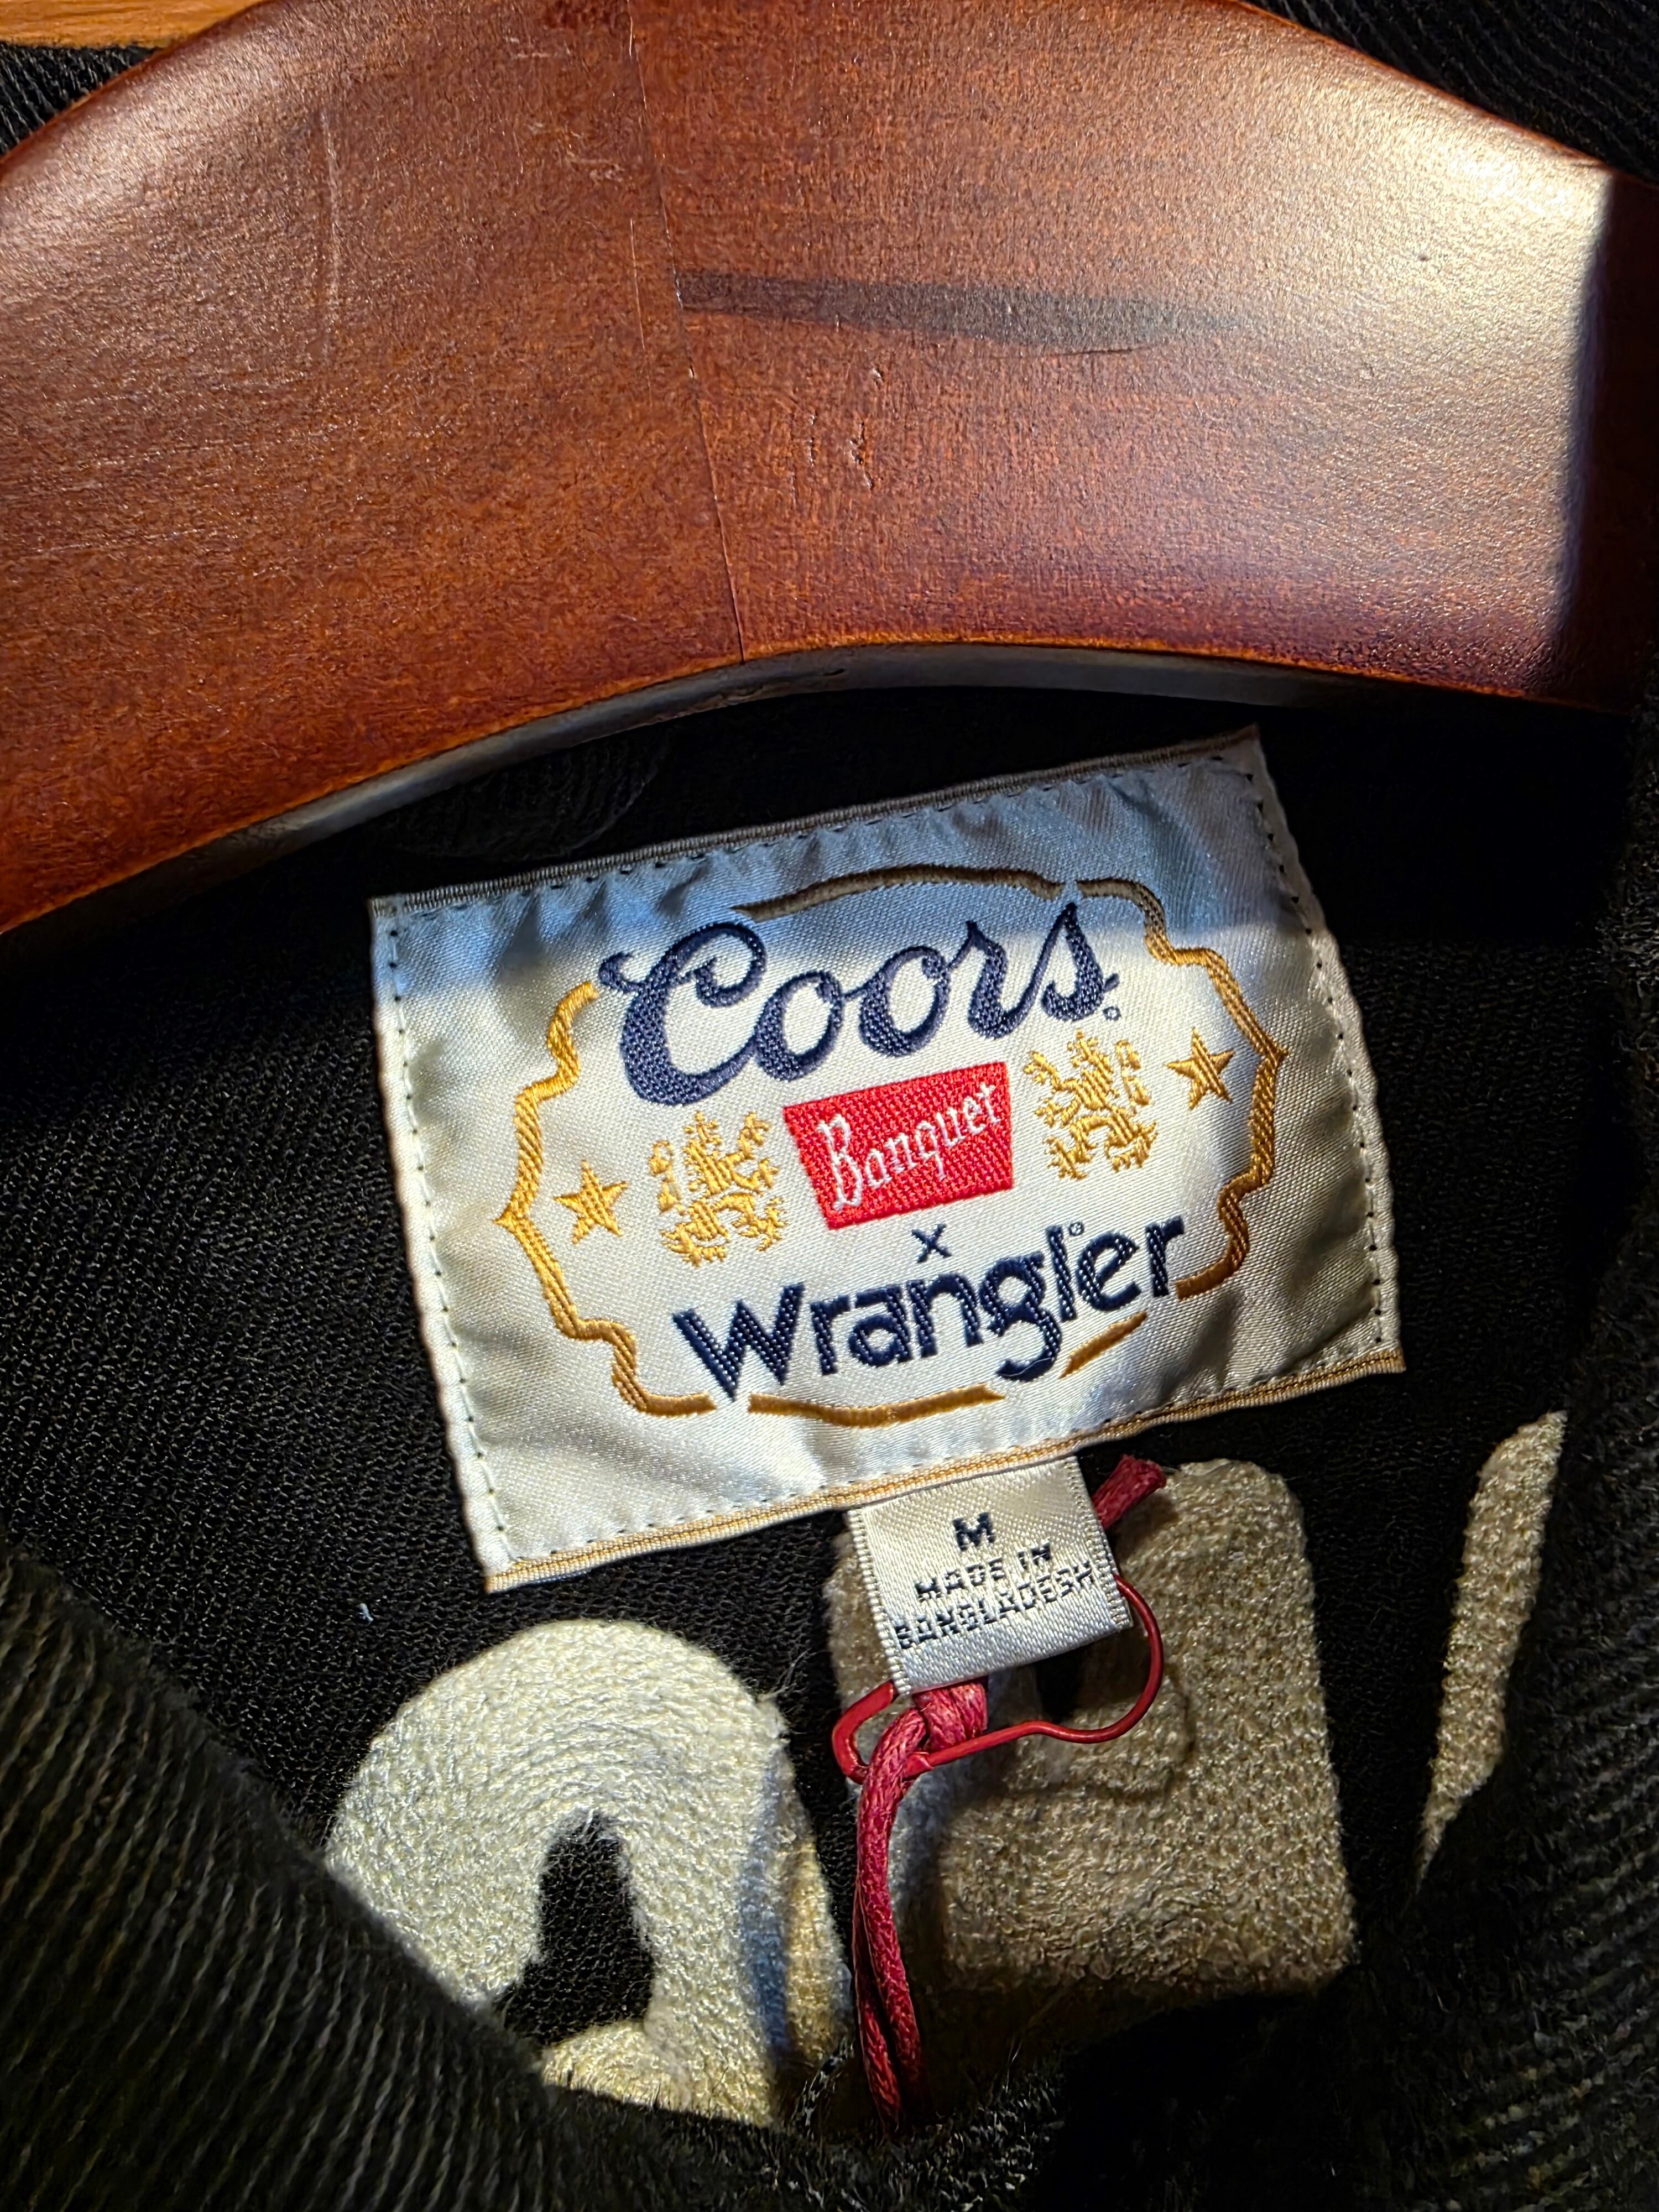 Coors®
Banquet
x
Wrangler®
M
MADE IN
BANGLADESH